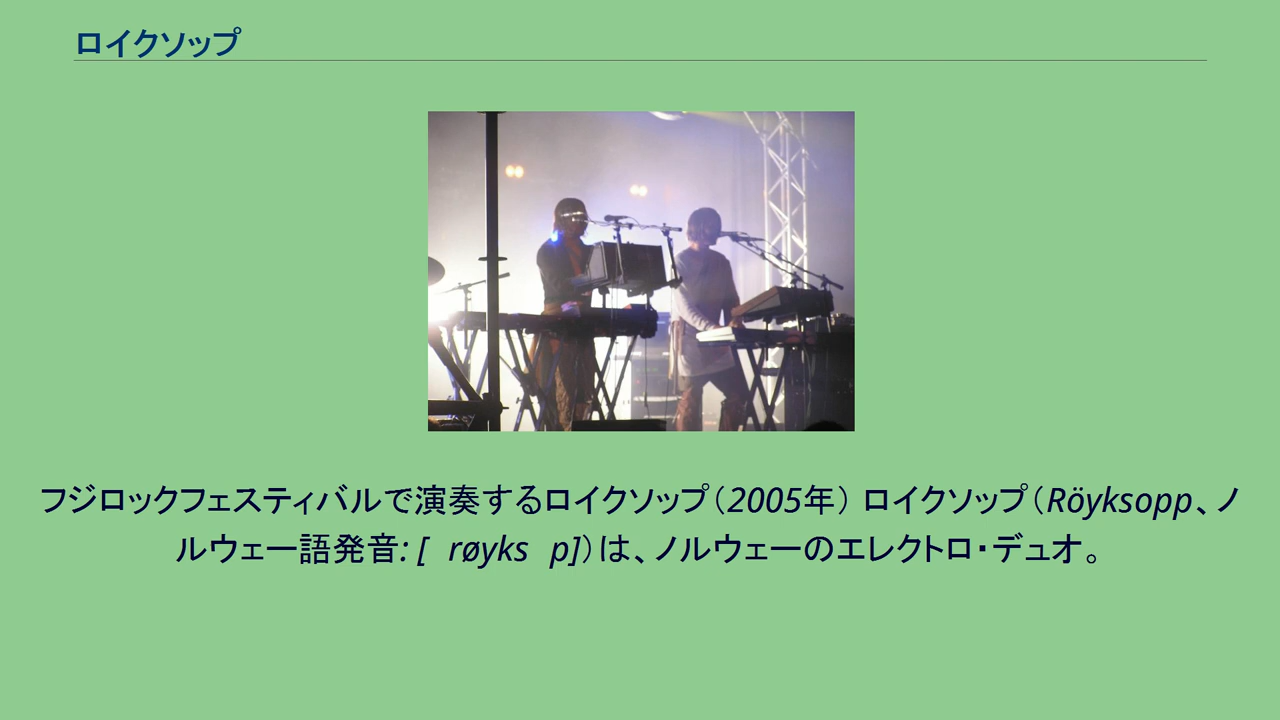 ロイクソップ
フジロックフェスティバルで演奏するロイクソップ（2005年） ロイクソップ（Röyksopp、ノ
ルウェー語発音: [ røyks p]）は、ノルウェーのエレクトロ・デュオ。